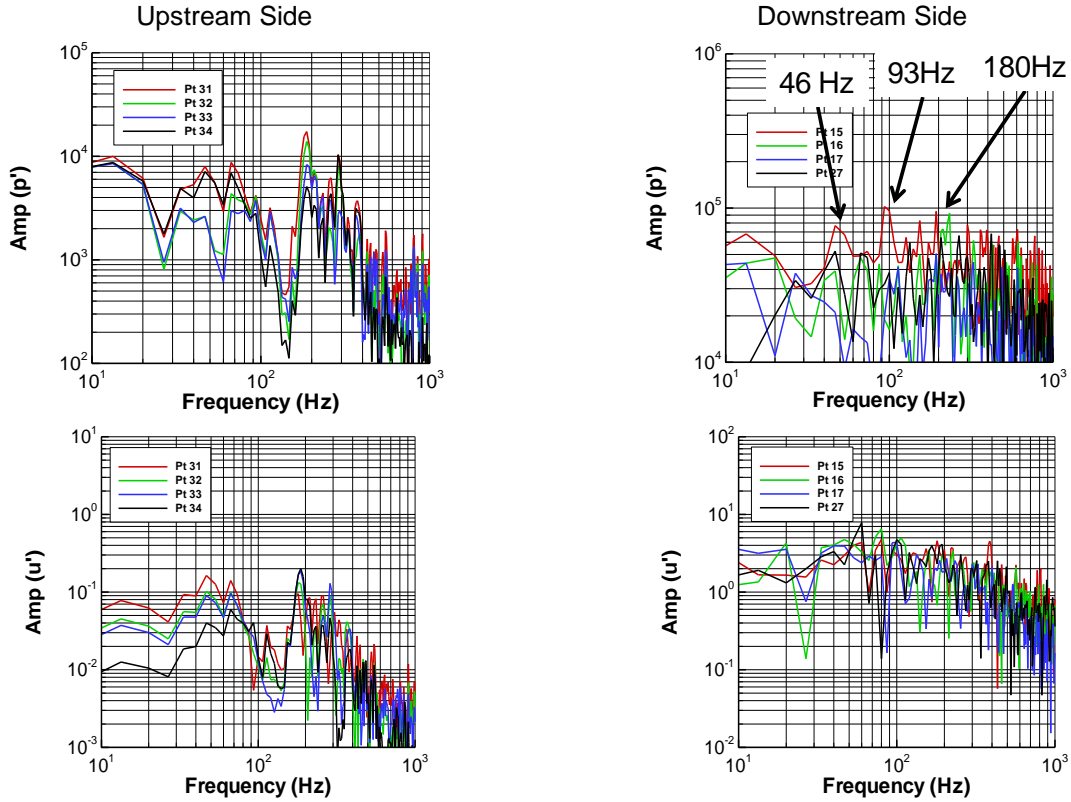 Upstream Side
Downstream Side
10^5
10^4
10^3
10^2
Amp (p')
Pt 31
Pt 32
Pt 33
Pt 34
10^1
10^2
10^3
Frequency (Hz)
10^6
10^5
10^4
Amp (p')
46 Hz
93Hz
180Hz
Pt 15
Pt 16
Pt 17
Pt 27
10^1
10^2
10^3
Frequency (Hz)
10^1
10^0
10^-1
10^-2
10^-3
Amp (u')
Pt 31
Pt 32
Pt 33
Pt 34
10^1
10^2
10^3
Frequency (Hz)
10^2
10^1
10^0
10^-1
10^-2
Amp (u')
Pt 15
Pt 16
Pt 17
Pt 27
10^1
10^2
10^3
Frequency (Hz)